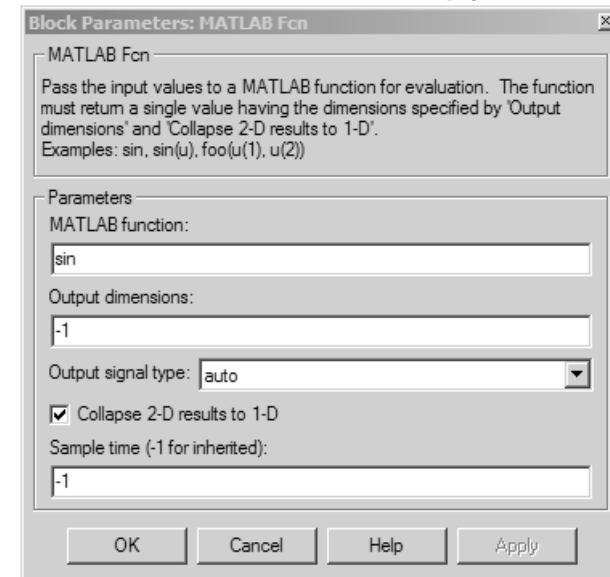 Block Parameters: MATLAB Fcn
MATLAB Fcn
Pass the input values to a MATLAB function for evaluation. The function
must return a single value having the dimensions specified by 'Output
dimensions' and 'Collapse 2-D results to 1-D'.
Examples: sin, sin(u), foo(u(1), u(2))
Parameters
MATLAB function:
sin
Output dimensions:
-1
Output signal type: auto
Collapse 2-D results to 1-D
Sample time (-1 for inherited):
-1
OK Cancel Help Apply